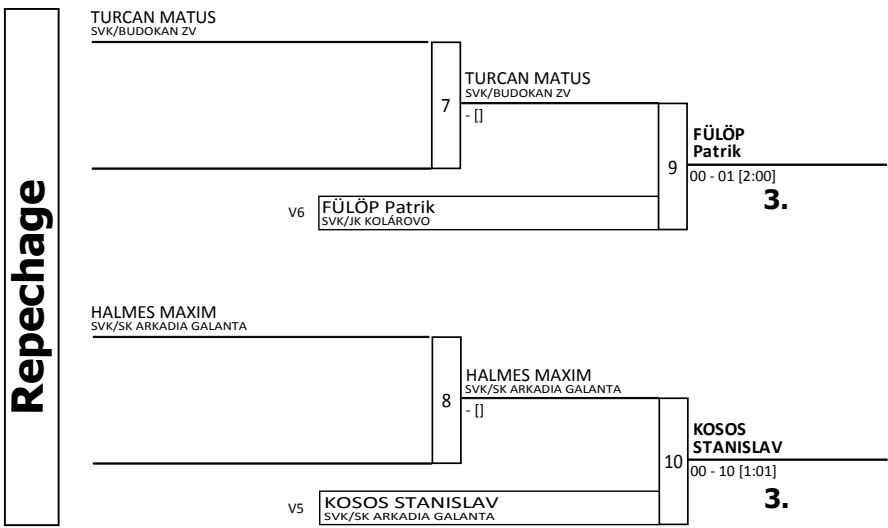 Repechage
TURCAN MATUS
SVK/BUDOKAN ZV
7
TURCAN MATUS
SVK/BUDOKAN ZV
- []
V6
FÜLÖP Patrik
SVK/JK KOLÁROVO
9
FÜLÖP
Patrik
00 - 01 [2:00]
3.
HALMES MAXIM
SVK/SK ARKADIA GALANTA
8
HALMES MAXIM
SVK/SK ARKADIA GALANTA
- []
V5
KOSOS STANISLAV
SVK/SK ARKADIA GALANTA
10
KOSOS
STANISLAV
00 - 10 [1:01]
3.